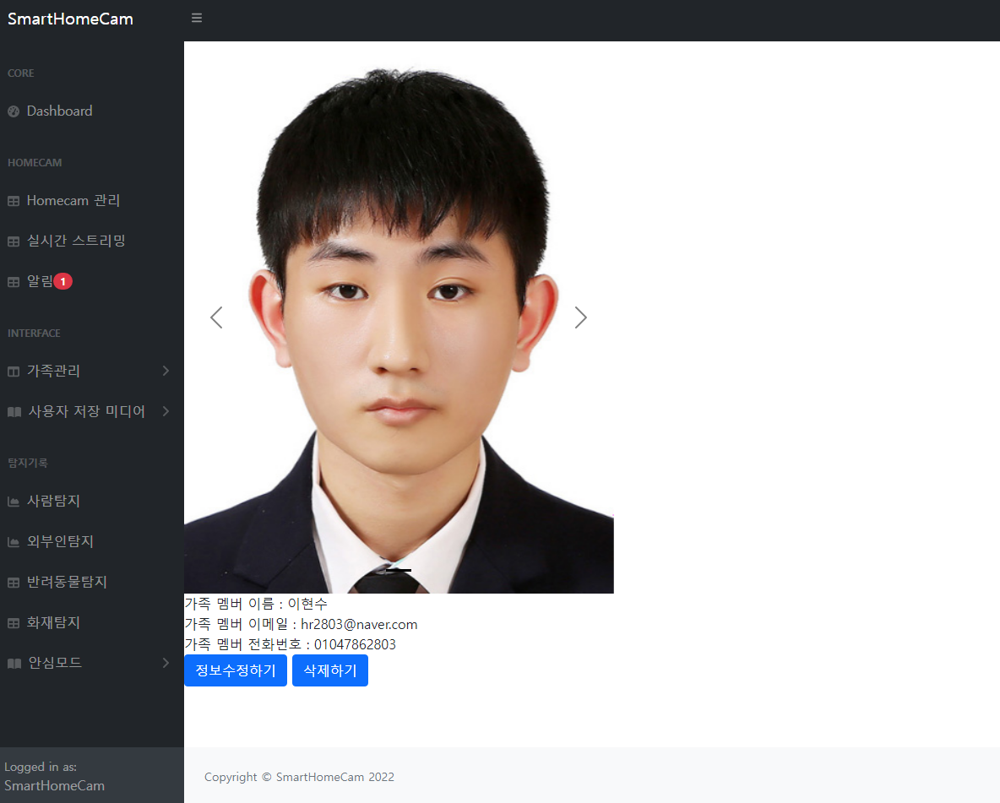 SmartHomeCam
CORE
Dashboard
HOMECAM
Homecam 관리
실시간 스트리밍
알림 1
INTERFACE
가족관리
사용자 저장 미디어
탐지기록
사람탐지
외부인탐지
반려동물탐지
화재탐지
안심모드
Logged in as:
SmartHomeCam
가족 멤버 이름 : 이현수
가족 멤버 이메일 : hr2803@naver.com
가족 멤버 전화번호 : 01047862803
정보수정하기 삭제하기
Copyright © SmartHomeCam 2022